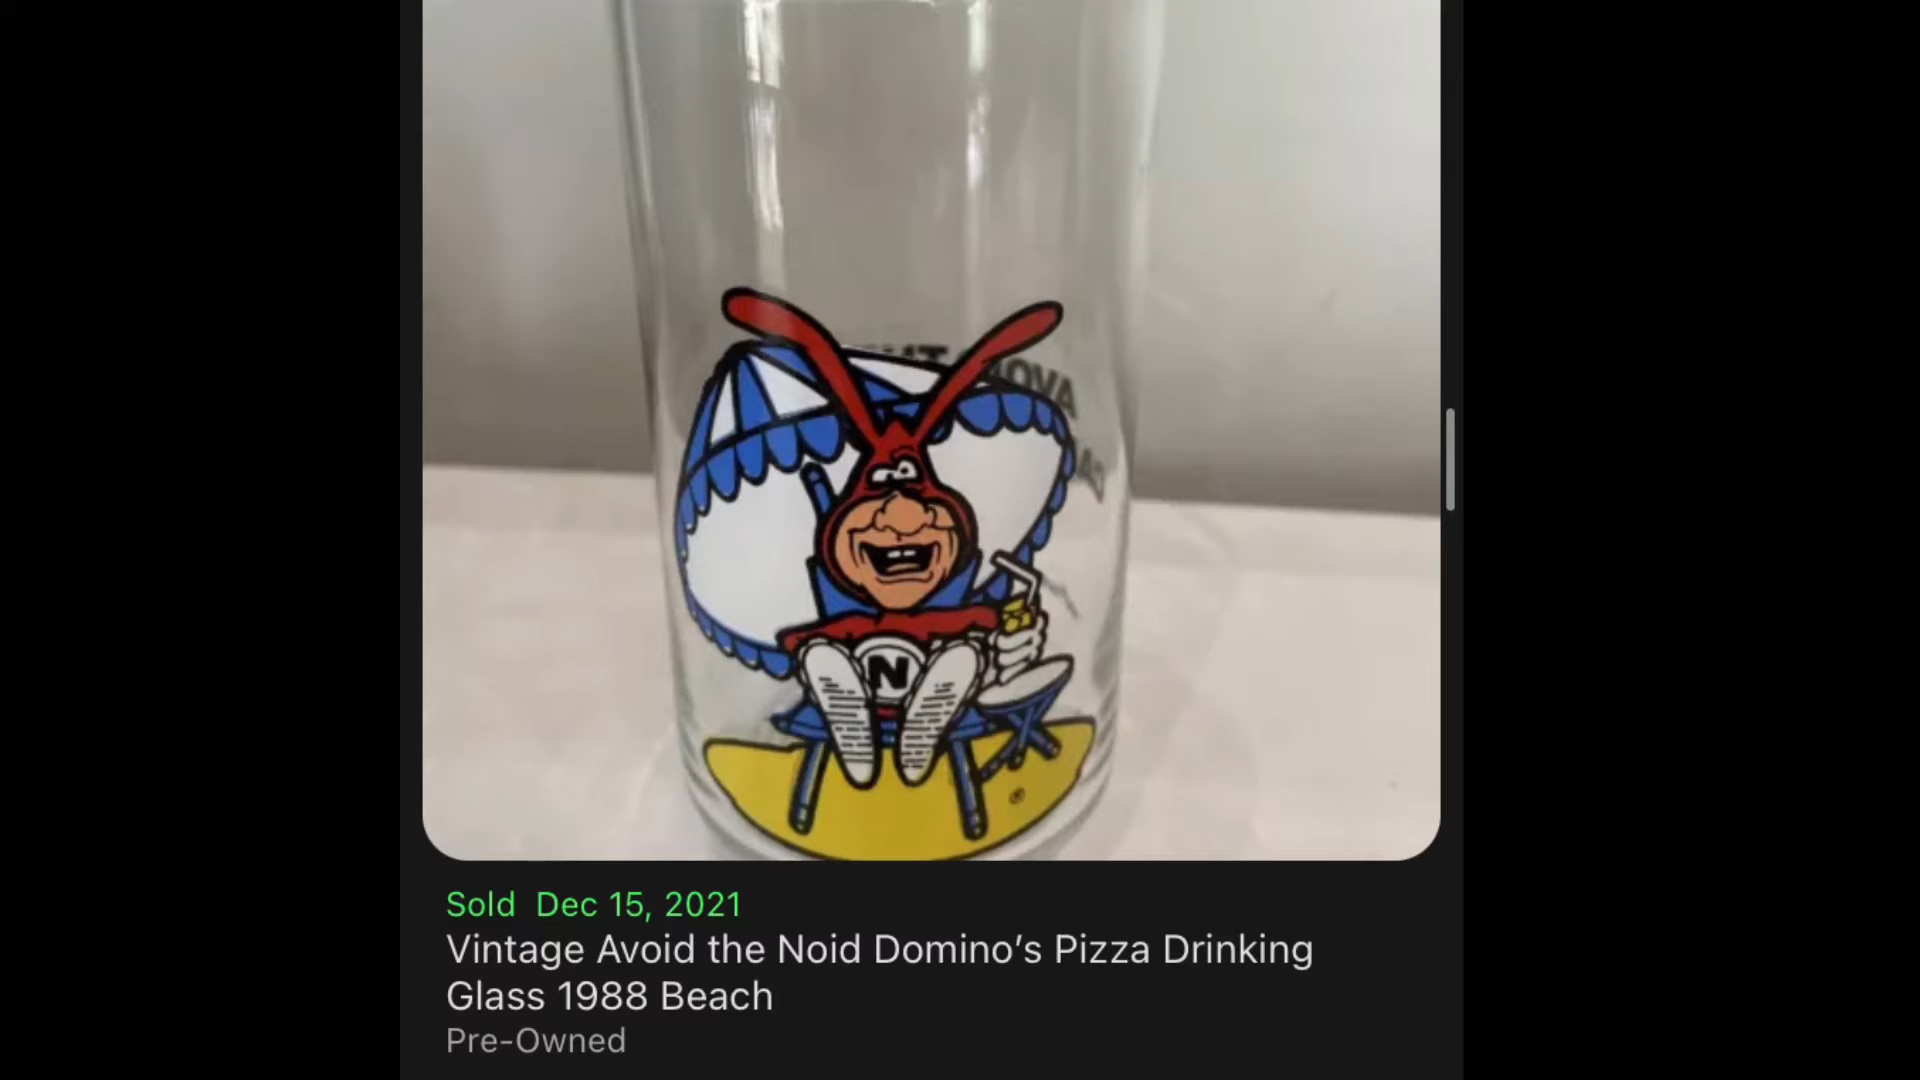 N
®
Sold Dec 15, 2021
Vintage Avoid the Noid Domino’s Pizza Drinking
Glass 1988 Beach
Pre-Owned